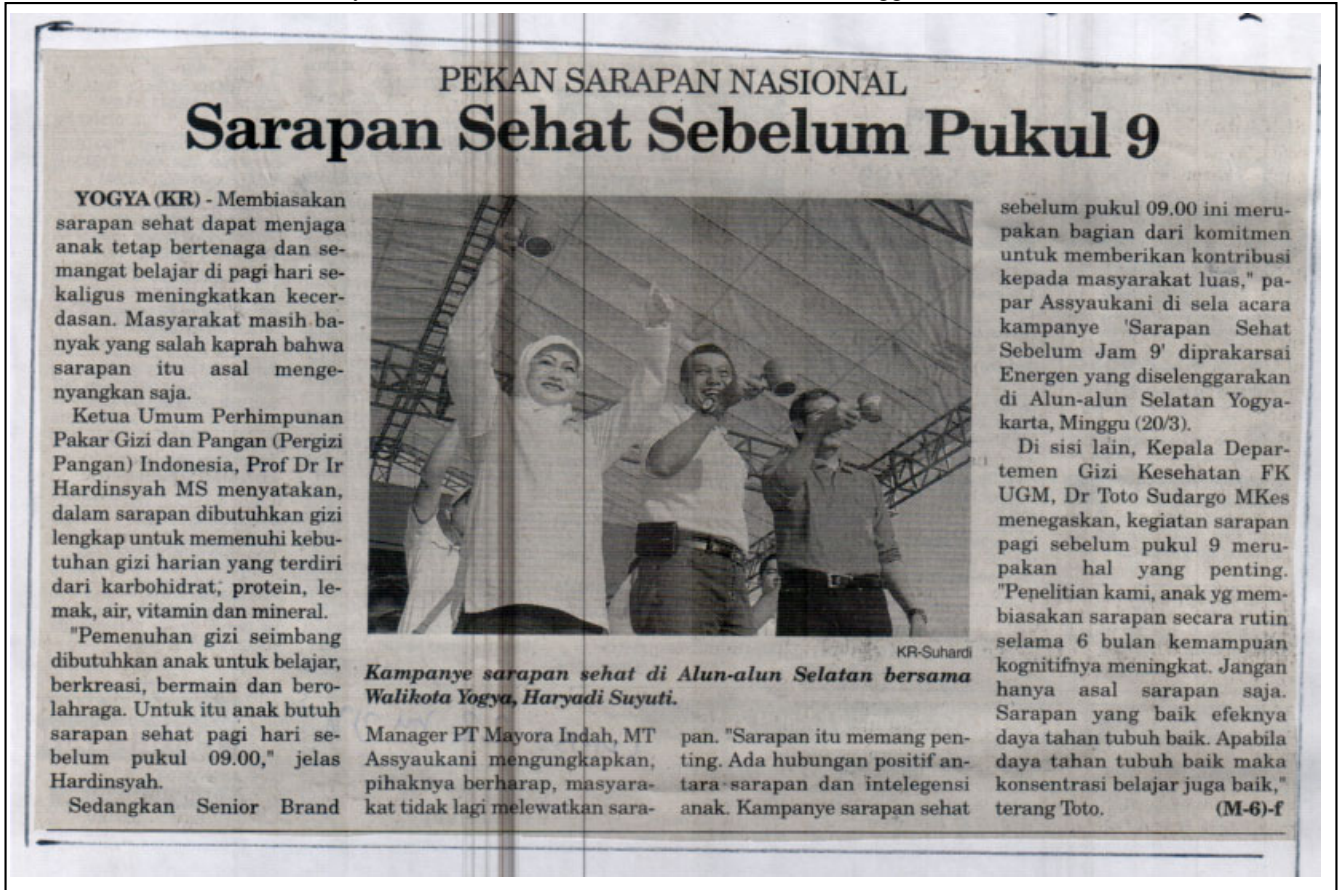 PEKAN SARAPAN NASIONAL
Sarapan Sehat Sebelum Pukul 9
YOGYA (KR) - Membiasakan
sarapan sehat dapat menjaga
anak tetap bertenaga dan se-
mangat belajar di pagi hari se-
kaligus meningkatkan kecer-
dasan. Masyarakat masih ba-
nyak yang salah kaprah bahwa
sarapan itu asal menge-
nyangkan saja.
Ketua Umum Perhimpunan
Pakar Gizi dan Pangan (Pergizi
Pangan) Indonesia, Prof Dr Ir
Hardinsyah MS menyatakan,
dalam sarapan dibutuhkan gizi
lengkap untuk memenuhi kebu-
tuhan gizi harian yang terdiri
dari karbohidrat, protein, le-
mak, air, vitamin dan mineral.
"Pemenuhan gizi seimbang
dibutuhkan anak untuk belajar,
berkreasi, bermain dan bero-
lahraga. Untuk itu anak butuh
sarapan sehat pagi hari se-
belum pukul 09.00," jelas
Hardinsyah.
Sedangkan Senior Brand
KR-Suhardi
Kampanye sarapan sehat di Alun-alun Selatan bersama
Walikota Yogya, Haryadi Suyuti.
Manager PT Mayora Indah, MT
Assyaukani mengungkapkan,
pihaknya berharap, masyara-
kat tidak lagi melewatkan sara-
pan. "Sarapan itu memang pen-
ting. Ada hubungan positif an-
tara sarapan dan intelegensi
anak. Kampanye sarapan sehat
sebelum pukul 09.00 ini meru-
pakan bagian dari komitmen
untuk memberikan kontribusi
kepada masyarakat luas," pa-
par Assyaukani di sela acara
kampanye 'Sarapan Sehat
Sebelum Jam 9' diprakarsai
Energen yang diselenggarakan
di Alun-alun Selatan Yogya-
karta, Minggu (20/3).
Di sisi lain, Kepala Depar-
temen Gizi Kesehatan FK
UGM, Dr Toto Sudargo MKes
menegaskan, kegiatan sarapan
pagi sebelum pukul 9 meru-
pakan hal yang penting.
"Penelitian kami, anak yg mem-
biasakan sarapan secara rutin
selama 6 bulan kemampuan
kognitifnya meningkat. Jangan
hanya asal sarapan saja.
Sarapan yang baik efeknya
daya tahan tubuh baik. Apabila
daya tahan tubuh baik maka
konsentrasi belajar juga baik,"
terang Toto. (M-6)-f